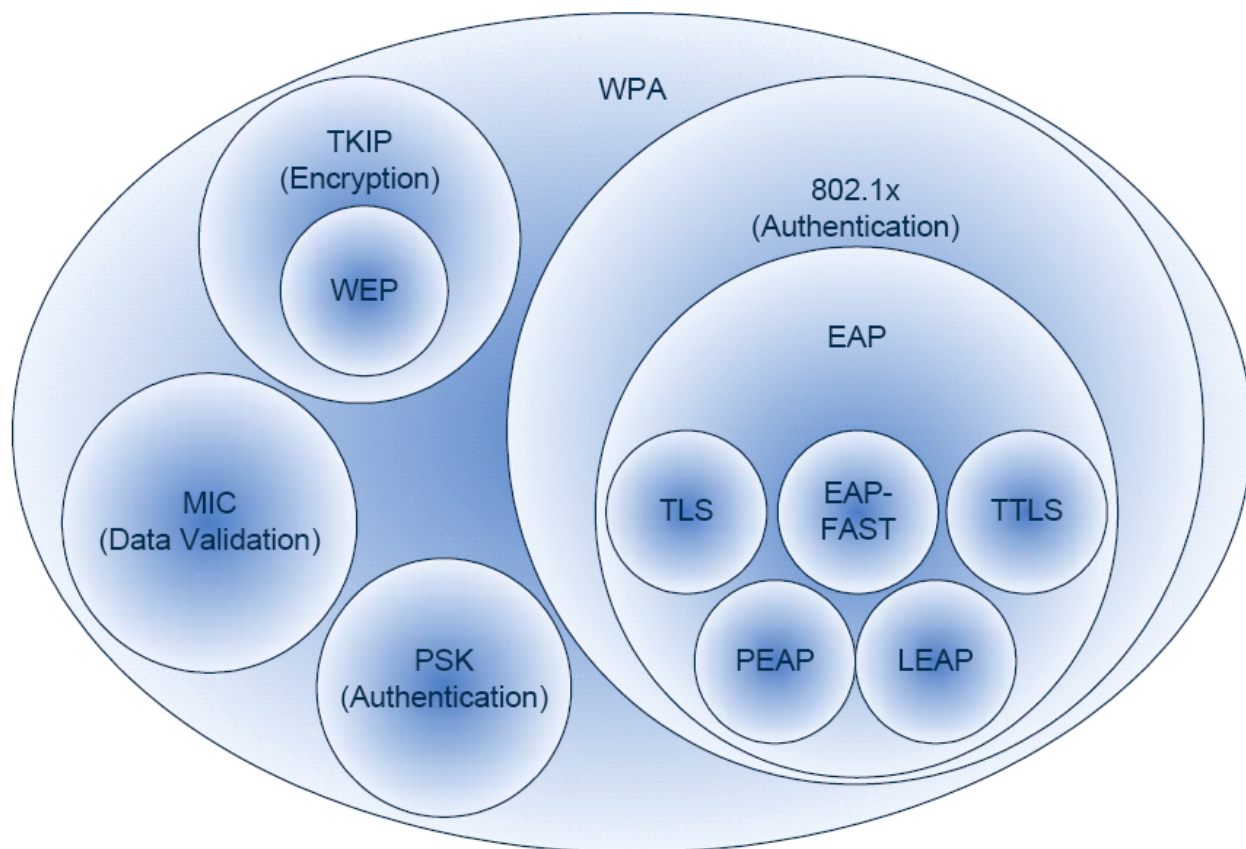 WPA
TKIP
(Encryption)
WEP
802.1x
(Authentication)
EAP
MIC
(Data Validation)
TLS
EAP-
FAST
TTLS
PSK
(Authentication)
PEAP
LEAP